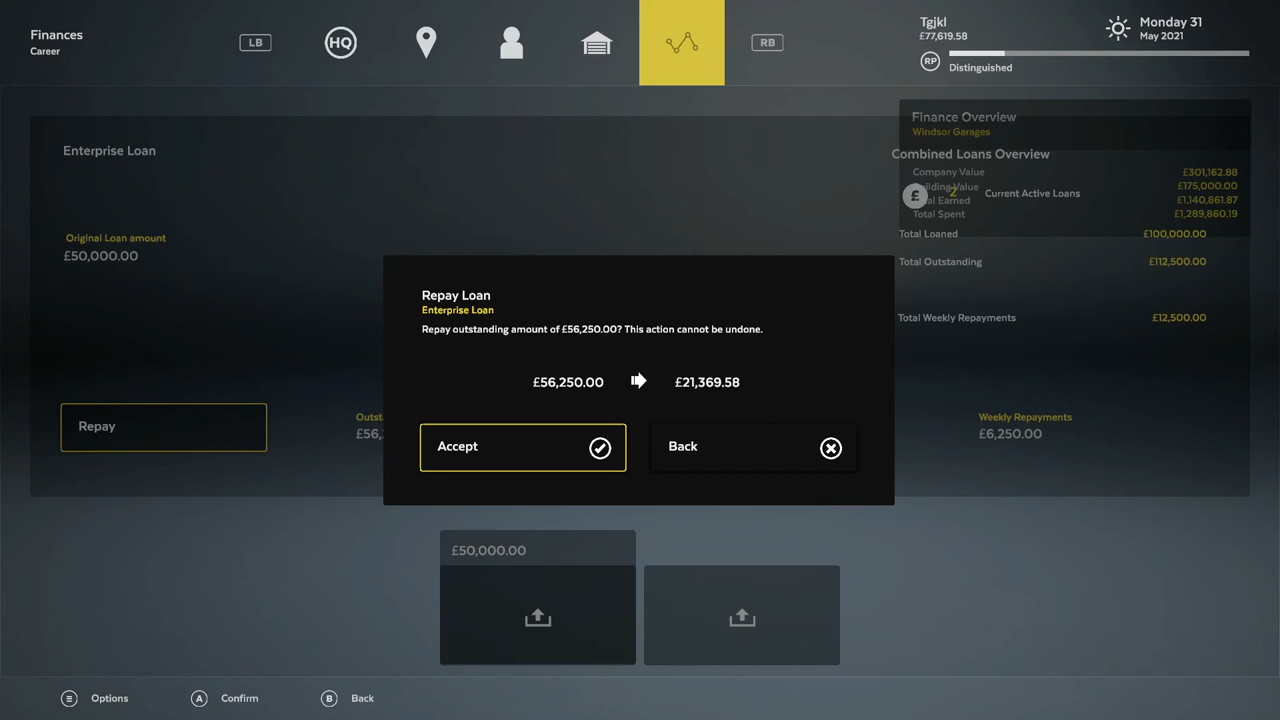 Finances
Career
LB
HQ
RB
Tgjkl
£77,619.58
RP
Distinguished
Monday 31
May 2021
Enterprise Loan
Original Loan amount
£50,000.00
Repay
Finance Overview
Windsor Garages
Combined Loans Overview
Company Value £301,162.88
Building Value £175,000.00
£ 2 Current Active Loans
Total Earned £1,140,861.87
Total Spent £1,289,860.19
Total Loaned £100,000.00
Total Outstanding £112,500.00
Total Weekly Repayments £12,500.00
Weekly Repayments
£6,250.00
Repay Loan
Enterprise Loan
Repay outstanding amount of £56,250.00? This action cannot be undone.
£56,250.00 £21,369.58
Accept
Back
£50,000.00
Options
A Confirm
B Back